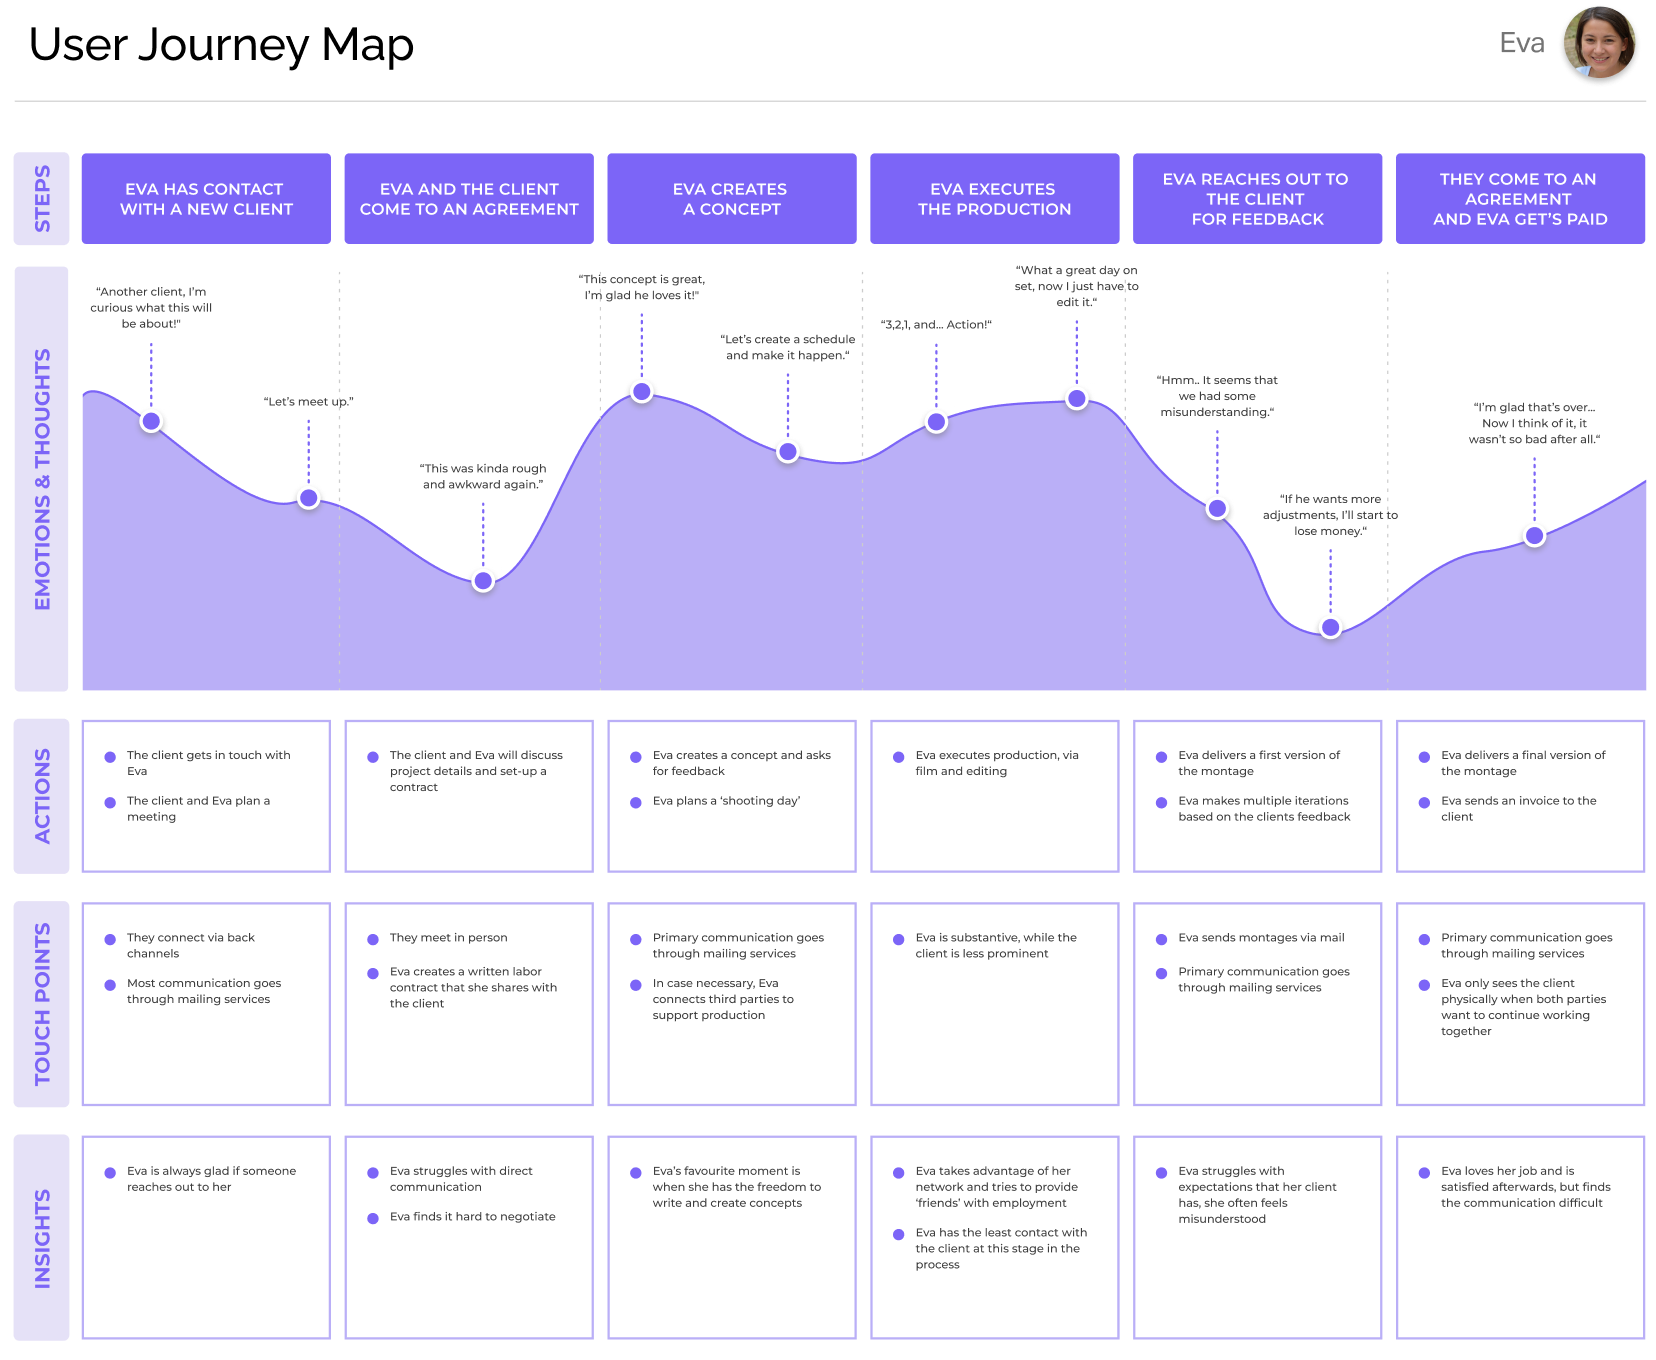 User Journey Map
Eva
STEPS
EVA HAS CONTACT
WITH A NEW CLIENT
EVA AND THE CLIENT
COME TO AN AGREEMENT
EVA CREATES
A CONCEPT
EVA EXECUTES
THE PRODUCTION
EVA REACHES OUT TO
THE CLIENT
FOR FEEDBACK
THEY COME TO AN
AGREEMENT
AND EVA GET’S PAID
EMOTIONS & THOUGHTS
“Another client, I’m
curious what this will
be about!"
“Let’s meet up.”
“This was kinda rough
and awkward again.”
“This concept is great,
I’m glad he loves it!"
“Let’s create a schedule
and make it happen.“
“3,2,1, and... Action!“
“What a great day on
set, now I just have to
edit it.“
“Hmm.. It seems that
we had some
misunderstanding.“
“If he wants more
adjustments, I’ll start to
lose money.“
“I’m glad that’s over...
Now I think of it, it
wasn’t so bad after all.“
ACTIONS
The client gets in touch with
Eva
The client and Eva plan a
meeting
The client and Eva will discuss
project details and set-up a
contract
Eva creates a concept and asks
for feedback
Eva plans a ‘shooting day’
Eva executes production, via
film and editing
Eva delivers a first version of
the montage
Eva makes multiple iterations
based on the clients feedback
Eva delivers a final version of
the montage
Eva sends an invoice to the
client
TOUCH POINTS
They connect via back
channels
Most communication goes
through mailing services
They meet in person
Eva creates a written labor
contract that she shares with
the client
Primary communication goes
through mailing services
In case necessary, Eva
connects third parties to
support production
Eva is substantive, while the
client is less prominent
Eva sends montages via mail
Primary communication goes
through mailing services
Primary communication goes
through mailing services
Eva only sees the client
physically when both parties
want to continue working
together
INSIGHTS
Eva is always glad if someone
reaches out to her
Eva struggles with direct
communication
Eva finds it hard to negotiate
Eva’s favourite moment is
when she has the freedom to
write and create concepts
Eva takes advantage of her
network and tries to provide
‘friends’ with employment
Eva has the least contact with
the client at this stage in the
process
Eva struggles with
expectations that her client
has, she often feels
misunderstood
Eva loves her job and is
satisfied afterwards, but finds
the communication difficult